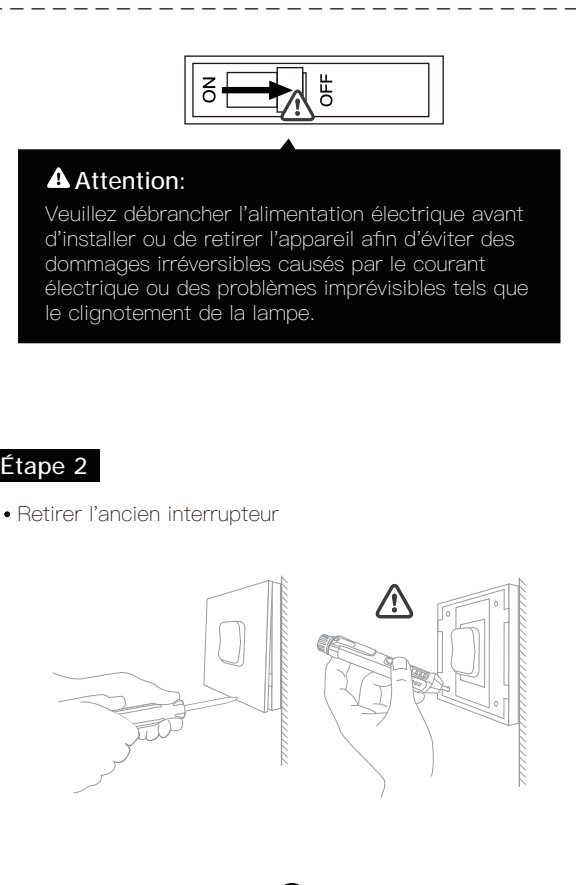 ON
OFF
Attention:
Veuillez débrancher l'alimentation électrique avant
d'installer ou de retirer l'appareil afin d'éviter des
dommages irréversibles causés par le courant
électrique ou des problèmes imprévisibles tels que
le clignotement de la lampe.
Étape 2
• Retirer l'ancien interrupteur